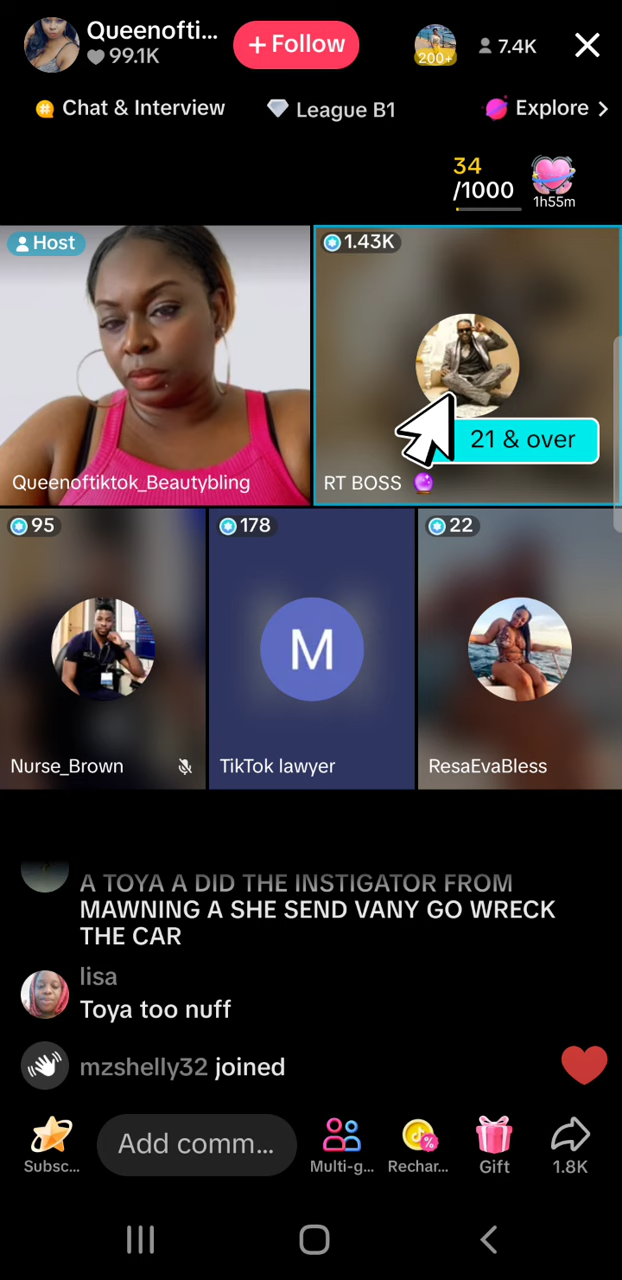 Queenofti...
99.1K
+ Follow
200+
7.4K
Chat & Interview
League B1
Explore >
34
/1000
1h55m
Host
1.43K
21 & over
Queenoftiktok_Beautybling
RT BOSS
95
178
22
M
Nurse_Brown
TikTok lawyer
ResaEvaBless
A TOYA A DID THE INSTIGATOR FROM
MAWNING A SHE SEND VANY GO WRECK
THE CAR
lisa
Toya too nuff
mzshelly32 joined
Subsc...
Add comm...
Multi-g...
Rechar...
Gift
1.8K